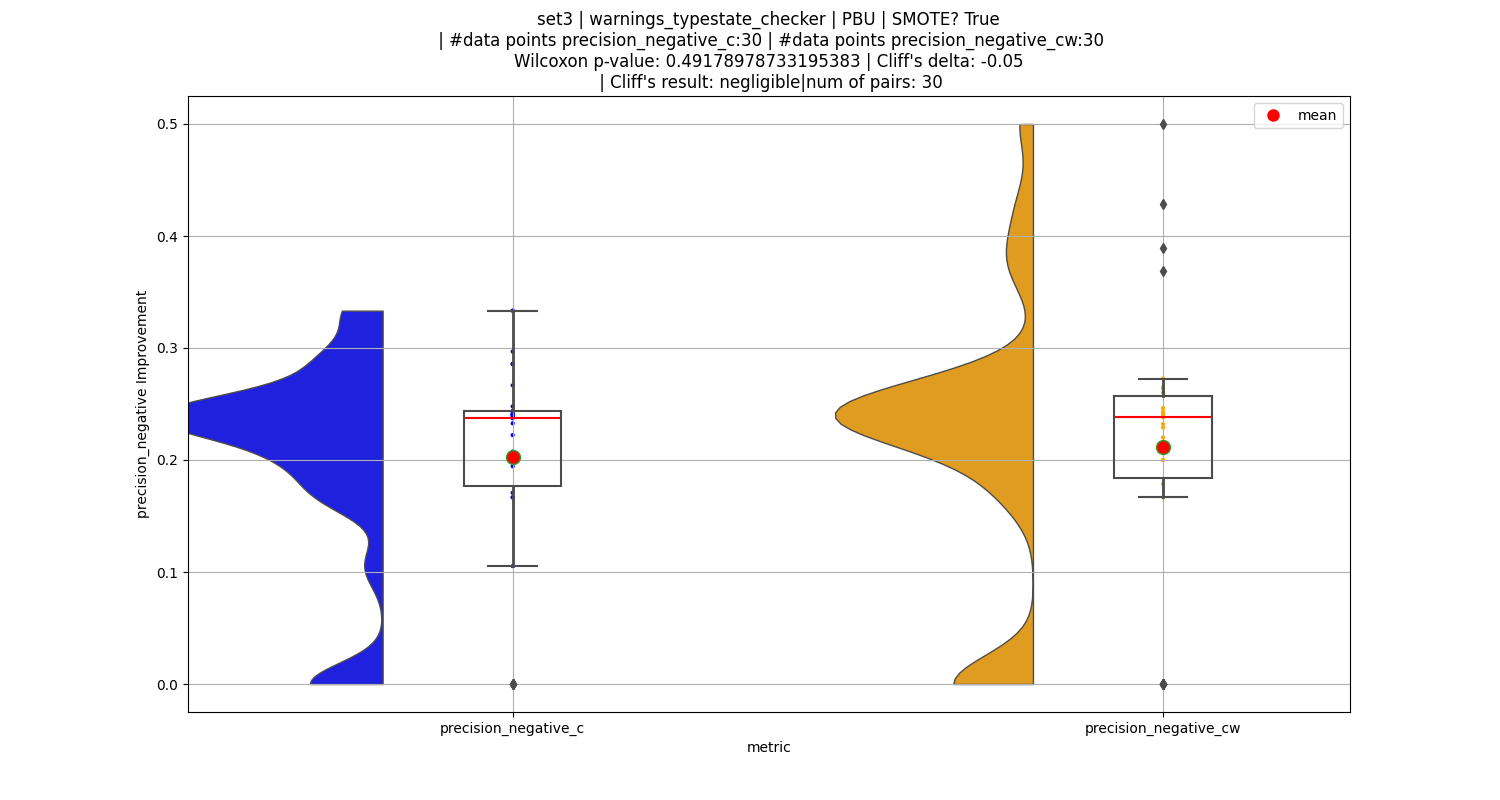 set3 | warnings_typestate_checker | PBU | SMOTE? True
| #data points precision_negative_c:30 | #data points precision_negative_cw:30
Wilcoxon p-value: 0.49178978733195383 | Cliff's delta: -0.05
| Cliff's result: negligible|num of pairs: 30
mean
precision_negative Improvement
0.5
0.4
0.3
0.2
0.1
0.0
precision_negative_c
precision_negative_cw
metric